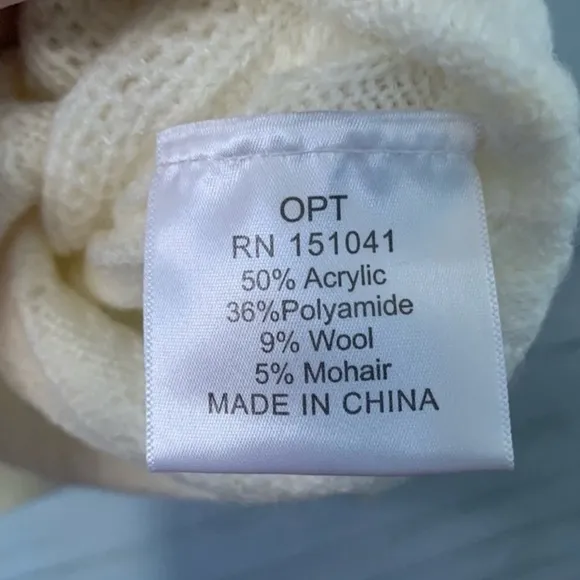 OPT
RN 151041
50% Acrylic
36%Polyamide
9% Wool
5% Mohair
MADE IN CHINA